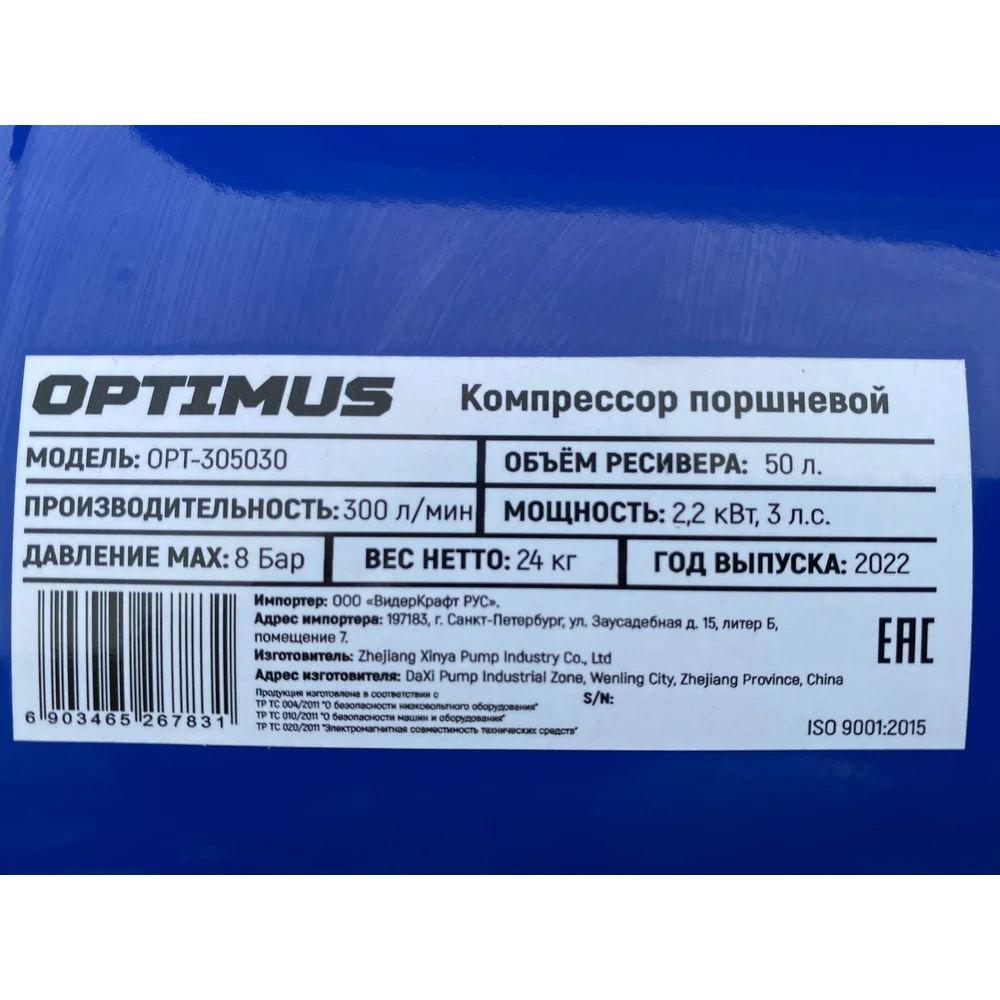 OPTIMUS Компрессор поршневой
МОДЕЛЬ: OPT-305030 ОБЪЁМ РЕСИВЕРА: 50 л.
ПРОИЗВОДИТЕЛЬНОСТЬ: 300 л/мин МОЩНОСТЬ: 2,2 кВт, 3 л.с.
ДАВЛЕНИЕ MAX: 8 Бар ВЕС НЕТТО: 24 кг ГОД ВЫПУСКА: 2022
Импортер: ООО «ВидерКрафт РУС».
Адрес импортера: 197183, г. Санкт-Петербург, ул. Заусадебная д. 15, литер Б,
помещение 7.
Изготовитель: Zhejiang Xinya Pump Industry Co., Ltd
Адрес изготовителя: DaXi Pump Industrial Zone, Wenling City, Zhejiang Province, China
Продукция изготовлена в соответствии с
ТР ТС 004/2011 "О безопасности низковольтного оборудования"
ТР ТС 010/2011 "О безопасности машин и оборудования"
ТР ТС 020/2011 "Электромагнитная совместимость технических средств"
S/N:
EAC
ISO 9001:2015
6 903465 267831